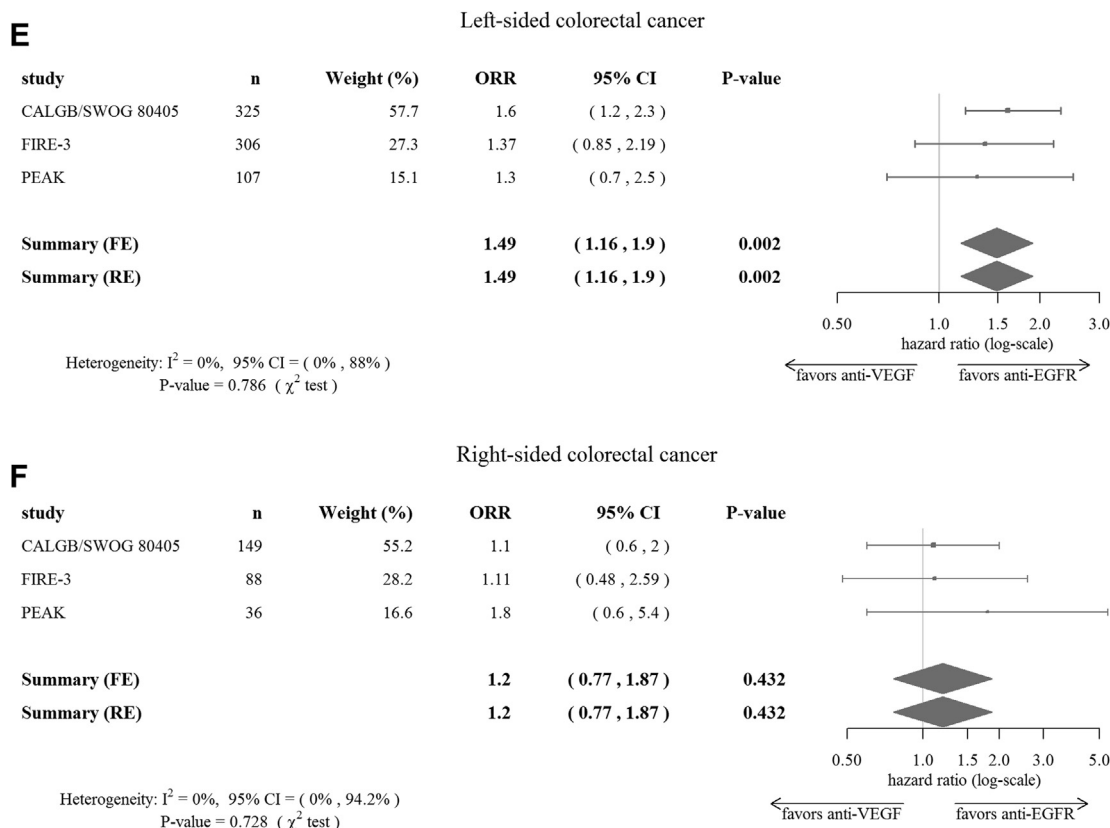 E
Left-sided colorectal cancer
study n Weight (%) ORR 95% CI P-value
CALGB/SWOG 80405 325 57.7 1.6 ( 1.2 , 2.3 )
FIRE-3 306 27.3 1.37 ( 0.85 , 2.19 )
PEAK 107 15.1 1.3 ( 0.7 , 2.5 )
Summary (FE) 1.49 ( 1.16 , 1.9 ) 0.002
Summary (RE) 1.49 ( 1.16 , 1.9 ) 0.002
0.50 1.0 1.5 2.0 3.0
hazard ratio (log-scale)
Heterogeneity: I² = 0%, 95% CI = ( 0% , 88% )
P-value = 0.786 ( χ² test )
favors anti-VEGF favors anti-EGFR
F
Right-sided colorectal cancer
study n Weight (%) ORR 95% CI P-value
CALGB/SWOG 80405 149 55.2 1.1 ( 0.6 , 2 )
FIRE-3 88 28.2 1.11 ( 0.48 , 2.59 )
PEAK 36 16.6 1.8 ( 0.6 , 5.4 )
Summary (FE) 1.2 ( 0.77 , 1.87 ) 0.432
Summary (RE) 1.2 ( 0.77 , 1.87 ) 0.432
0.50 1.0 1.5 2.0 3.0 5.0
hazard ratio (log-scale)
Heterogeneity: I² = 0%, 95% CI = ( 0% , 94.2% )
P-value = 0.728 ( χ² test )
favors anti-VEGF favors anti-EGFR